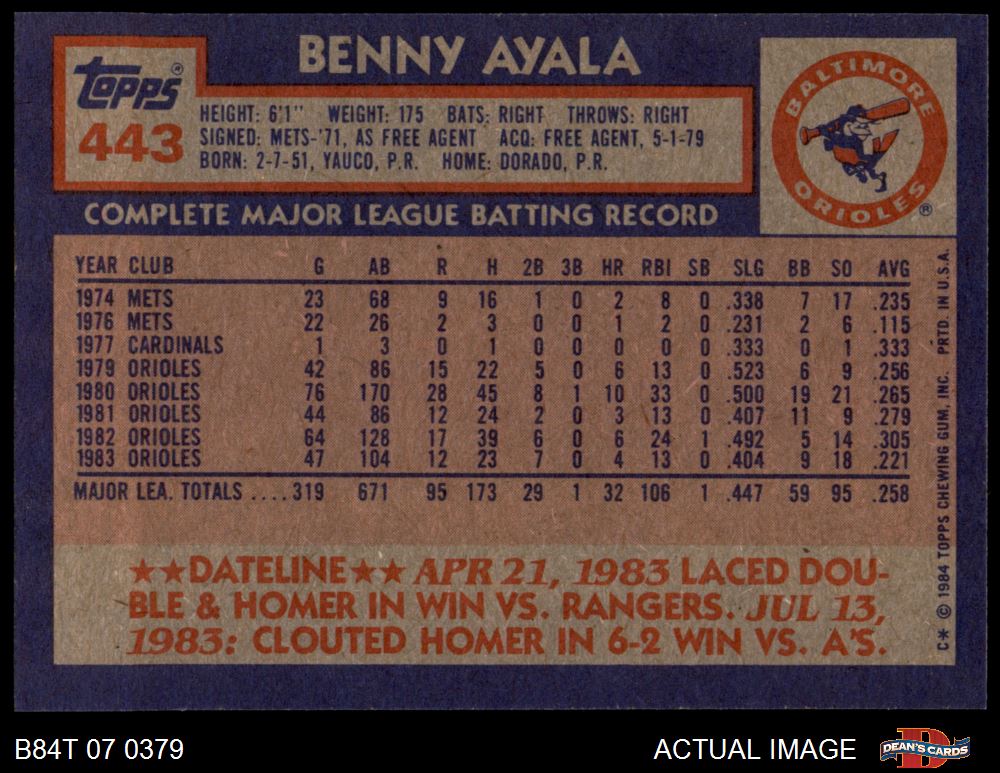 BENNY AYALA
TOPPS®
443
HEIGHT: 6'1" WEIGHT: 175 BATS: RIGHT THROWS: RIGHT
SIGNED: METS-'71, AS FREE AGENT ACQ: FREE AGENT, 5-1-79
BORN: 2-7-51, YAUCO, P.R. HOME: DORADO, P.R.
BALTIMORE
ORIOLES®
COMPLETE MAJOR LEAGUE BATTING RECORD
YEAR CLUB G AB R H 2B 3B HR RBI SB SLG BB SO AVG
1974 METS 23 68 9 16 1 0 2 8 0 .338 7 17 .235
1976 METS 22 26 2 3 0 0 1 2 0 .231 2 6 .115
1977 CARDINALS 1 3 0 1 0 0 0 0 0 .333 0 1 .333
1979 ORIOLES 42 86 15 22 5 0 6 13 0 .523 6 9 .256
1980 ORIOLES 76 170 28 45 8 1 10 33 0 .500 19 21 .265
1981 ORIOLES 44 86 12 24 2 0 3 13 0 .407 11 9 .279
1982 ORIOLES 64 128 17 39 6 0 6 24 1 .492 5 14 .305
1983 ORIOLES 47 104 12 23 7 0 4 13 0 .404 9 18 .221
MAJOR LEA. TOTALS ....319 671 95 173 29 1 32 106 1 .447 59 95 .258
★★DATELINE★★ APR 21, 1983 LACED DOU-
BLE & HOMER IN WIN VS. RANGERS. JUL 13,
1983: CLOUTED HOMER IN 6-2 WIN VS. A'S.
C* © 1984 TOPPS CHEWING GUM, INC. PRTD. IN U.S.A.
B84T 07 0379
ACTUAL IMAGE
DEAN'S CARDS